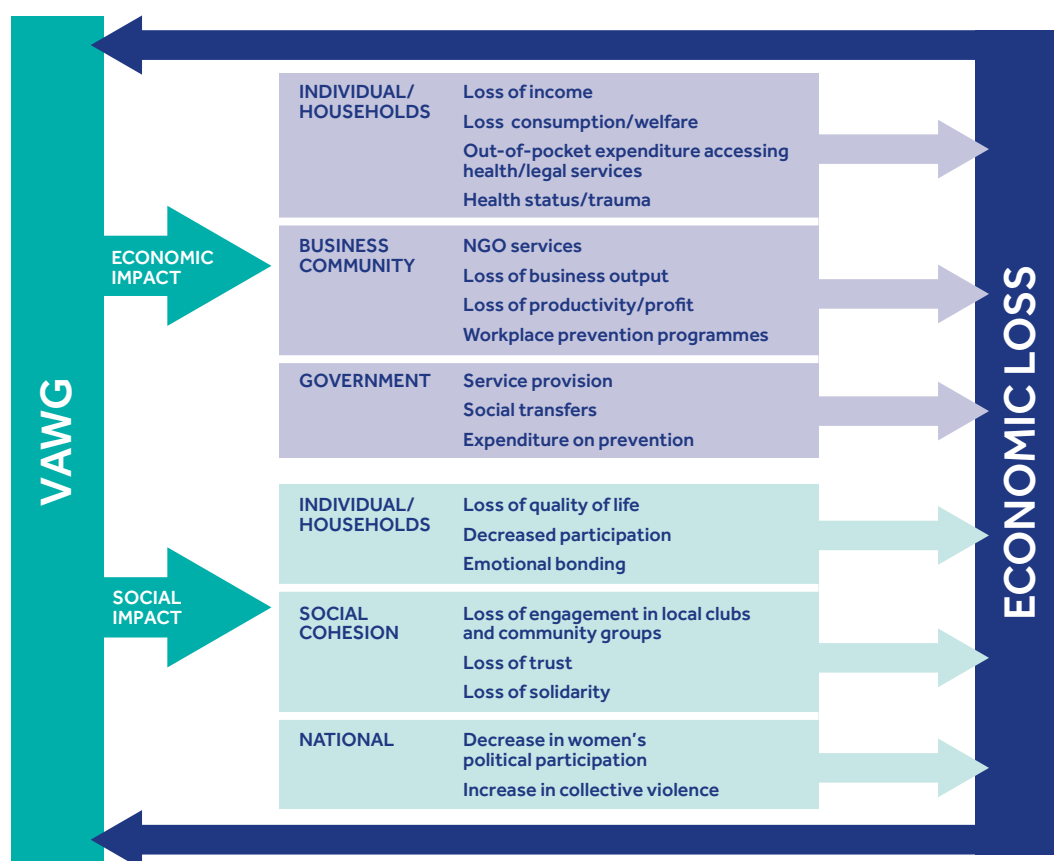 VAWG
ECONOMIC
IMPACT
INDIVIDUAL/
HOUSEHOLDS
Loss of income
Loss consumption/welfare
Out-of-pocket expenditure accessing
health/legal services
Health status/trauma
BUSINESS
COMMUNITY
NGO services
Loss of business output
Loss of productivity/profit
Workplace prevention programmes
GOVERNMENT
Service provision
Social transfers
Expenditure on prevention
SOCIAL
IMPACT
INDIVIDUAL/
HOUSEHOLDS
Loss of quality of life
Decreased participation
Emotional bonding
SOCIAL
COHESION
Loss of engagement in local clubs
and community groups
Loss of trust
Loss of solidarity
NATIONAL
Decrease in women’s
political participation
Increase in collective violence
ECONOMIC LOSS